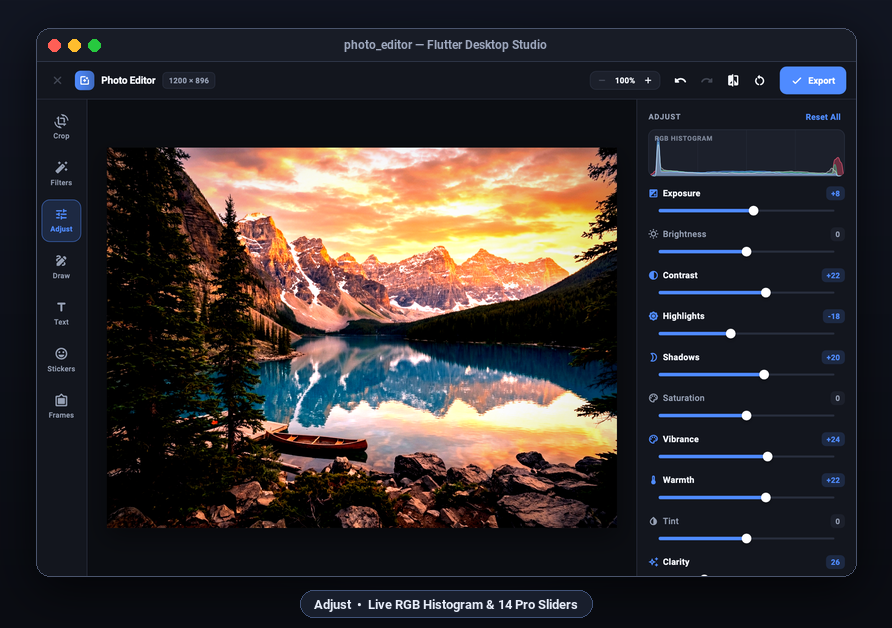 photo_editor — Flutter Desktop Studio
Photo Editor 1200 × 896
100%
Export
Crop
Filters
Adjust
Draw
Text
Stickers
Frames
ADJUST Reset All
RGB HISTOGRAM
Exposure +8
Brightness 0
Contrast +22
Highlights -18
Shadows +20
Saturation 0
Vibrance +24
Warmth +22
Tint 0
Clarity 26
Adjust • Live RGB Histogram & 14 Pro Sliders